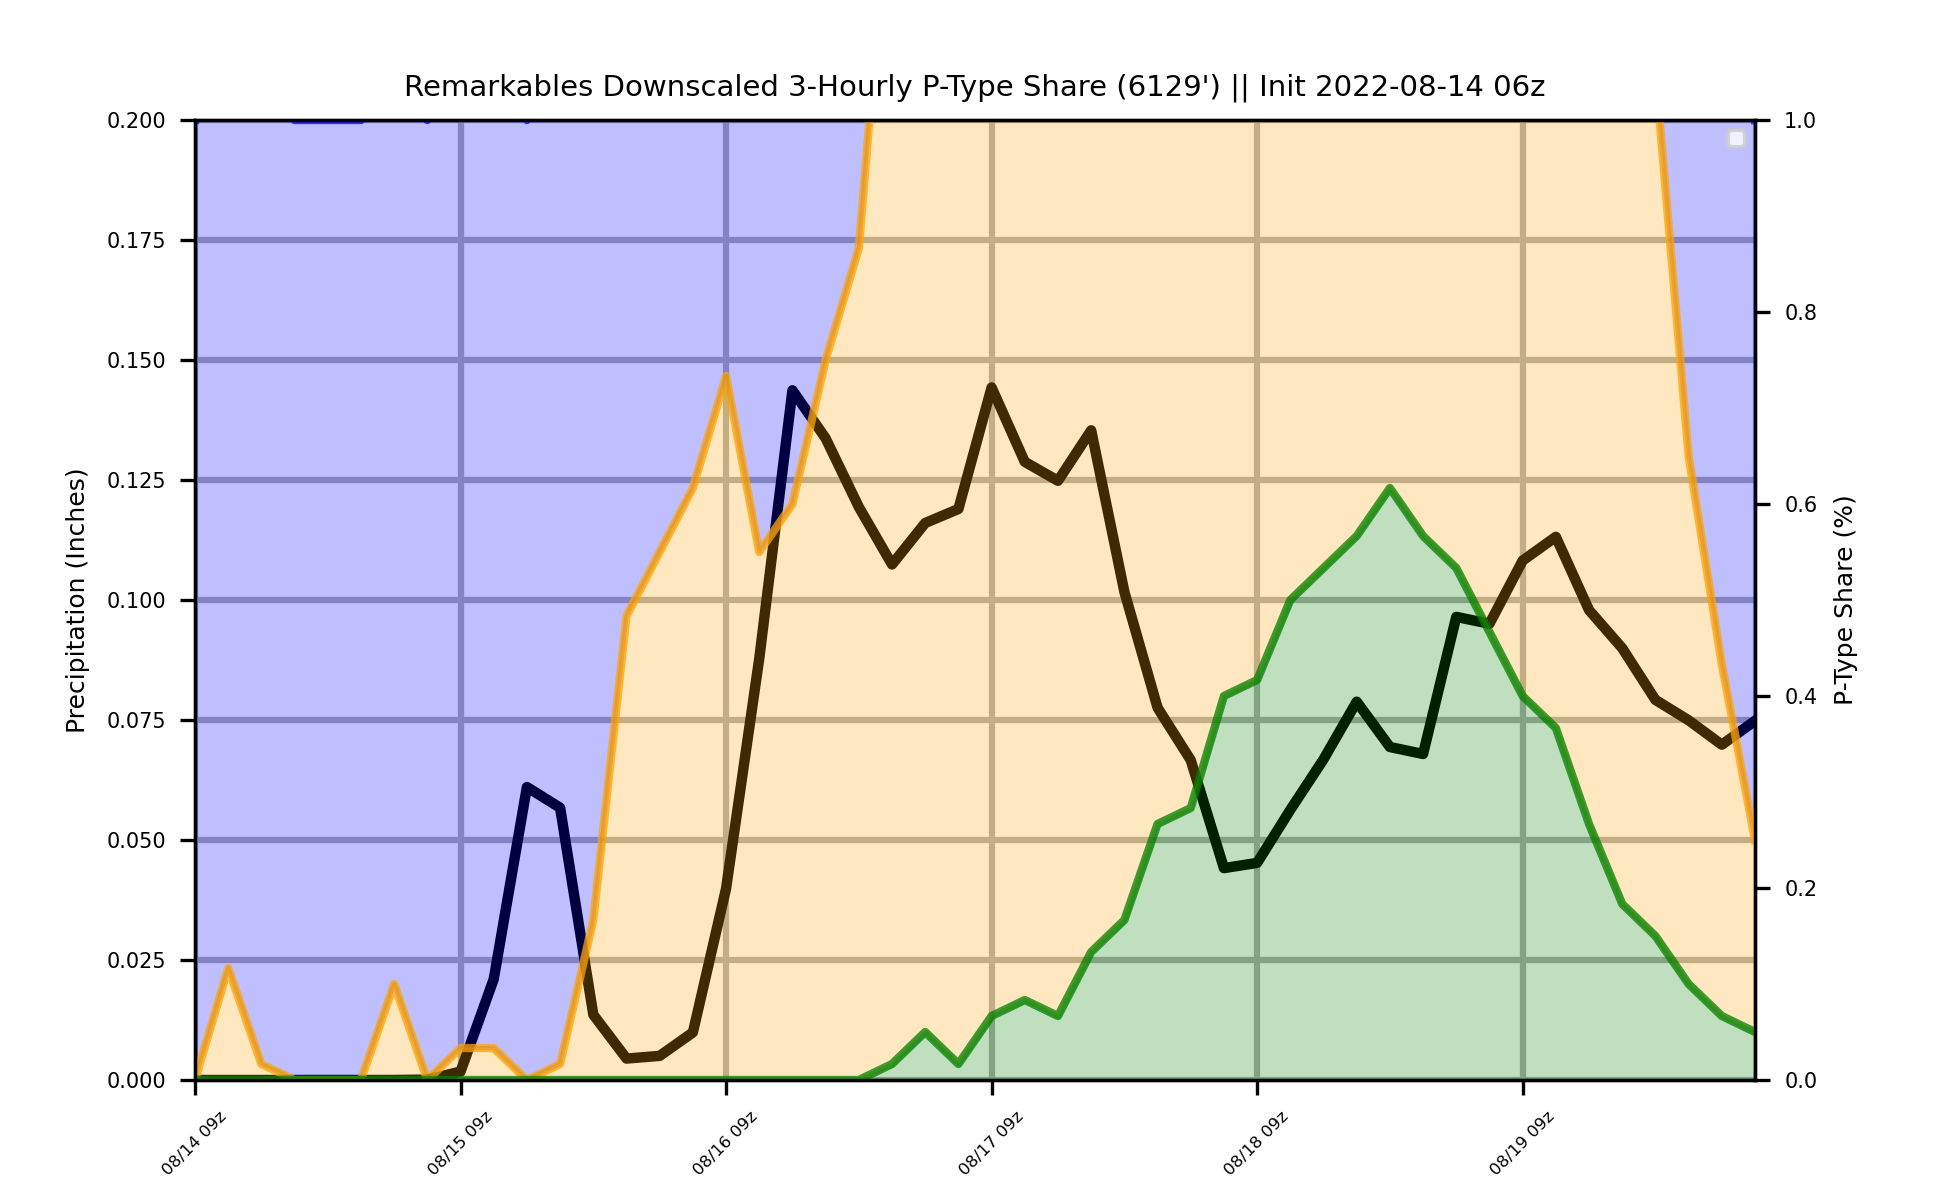 Remarkables Downscaled 3-Hourly P-Type Share (6129') || Init 2022-08-14 06z
0.200
0.175
0.150
0.125
0.100
0.075
0.050
0.025
0.000
Precipitation (Inches)
1.0
0.8
0.6
0.4
0.2
0.0
P-Type Share (%)
08/14 09z
08/15 09z
08/16 09z
08/17 09z
08/18 09z
08/19 09z